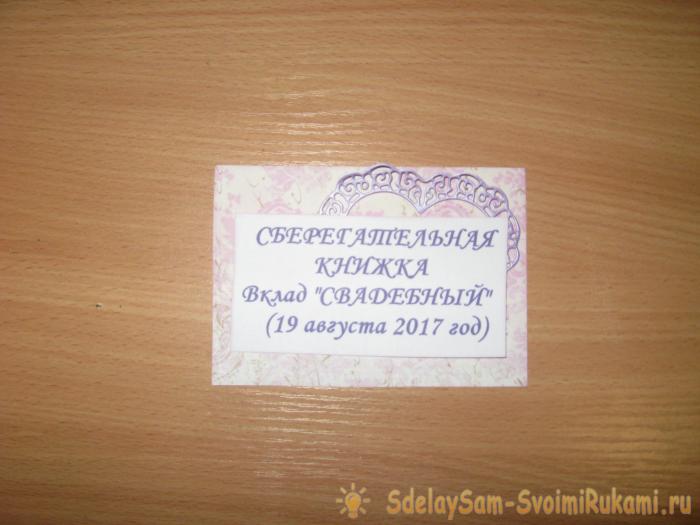 СБЕРЕГАТЕЛЬНАЯ
КНИЖКА
Вклад "СВАДЕБНЫЙ"
(19 августа 2017 год)
SdelaySam-SvoimiRukami.ru